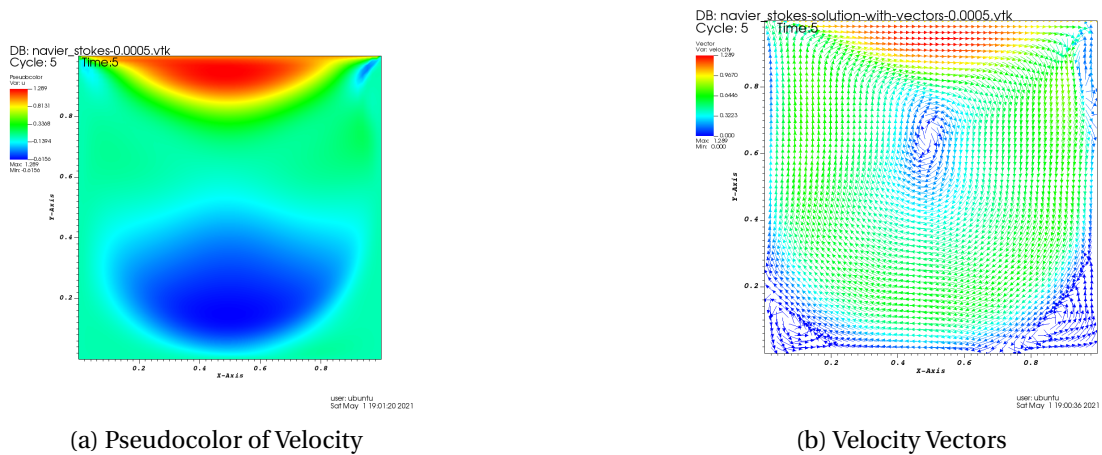 DB: navier_stokes-0.0005.vtk
Cycle: 5 Time:5
Pseudocolor
Var: u
1.289
0.8131
0.3368
-0.1394
-0.6156
Max: 1.289
Min: -0.6156
0.8
0.6
0.4
0.2
Y-Axis
0.2 0.4 0.6 0.8
X-Axis
user: ubuntu
Sat May 1 19:01:20 2021
(a) Pseudocolor of Velocity
DB: navier_stokes-solution-with-vectors-0.0005.vtk
Cycle: 5 Time:5
Vector
Var: velocity
1.289
0.9670
0.6446
0.3223
0.000
Max: 1.289
Min: 0.000
0.8
0.6
0.4
0.2
Y-Axis
0.2 0.4 0.6 0.8
X-Axis
user: ubuntu
Sat May 1 19:00:36 2021
(b) Velocity Vectors